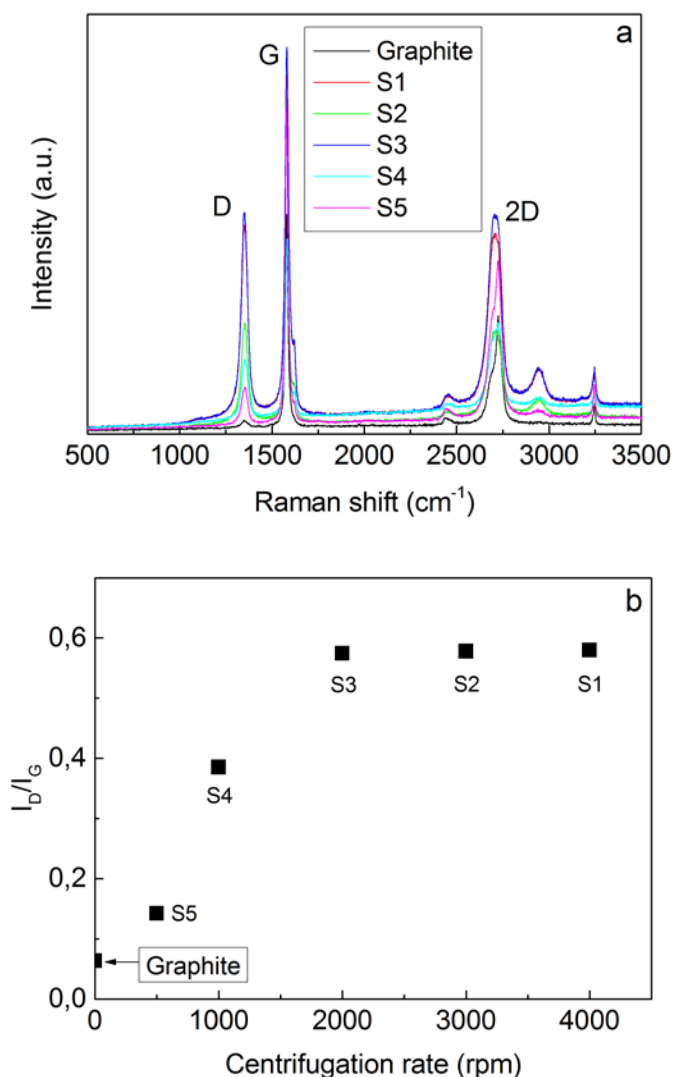 a
G
Graphite
S1
S2
S3
S4
S5
D
2D
Intensity (a.u.)
500 1000 1500 2000 2500 3000 3500
Raman shift (cm⁻¹)
b
0,6
S3 S2 S1
0,4
S4
I_D/I_G
0,2
S5
Graphite
0,0
0 1000 2000 3000 4000
Centrifugation rate (rpm)